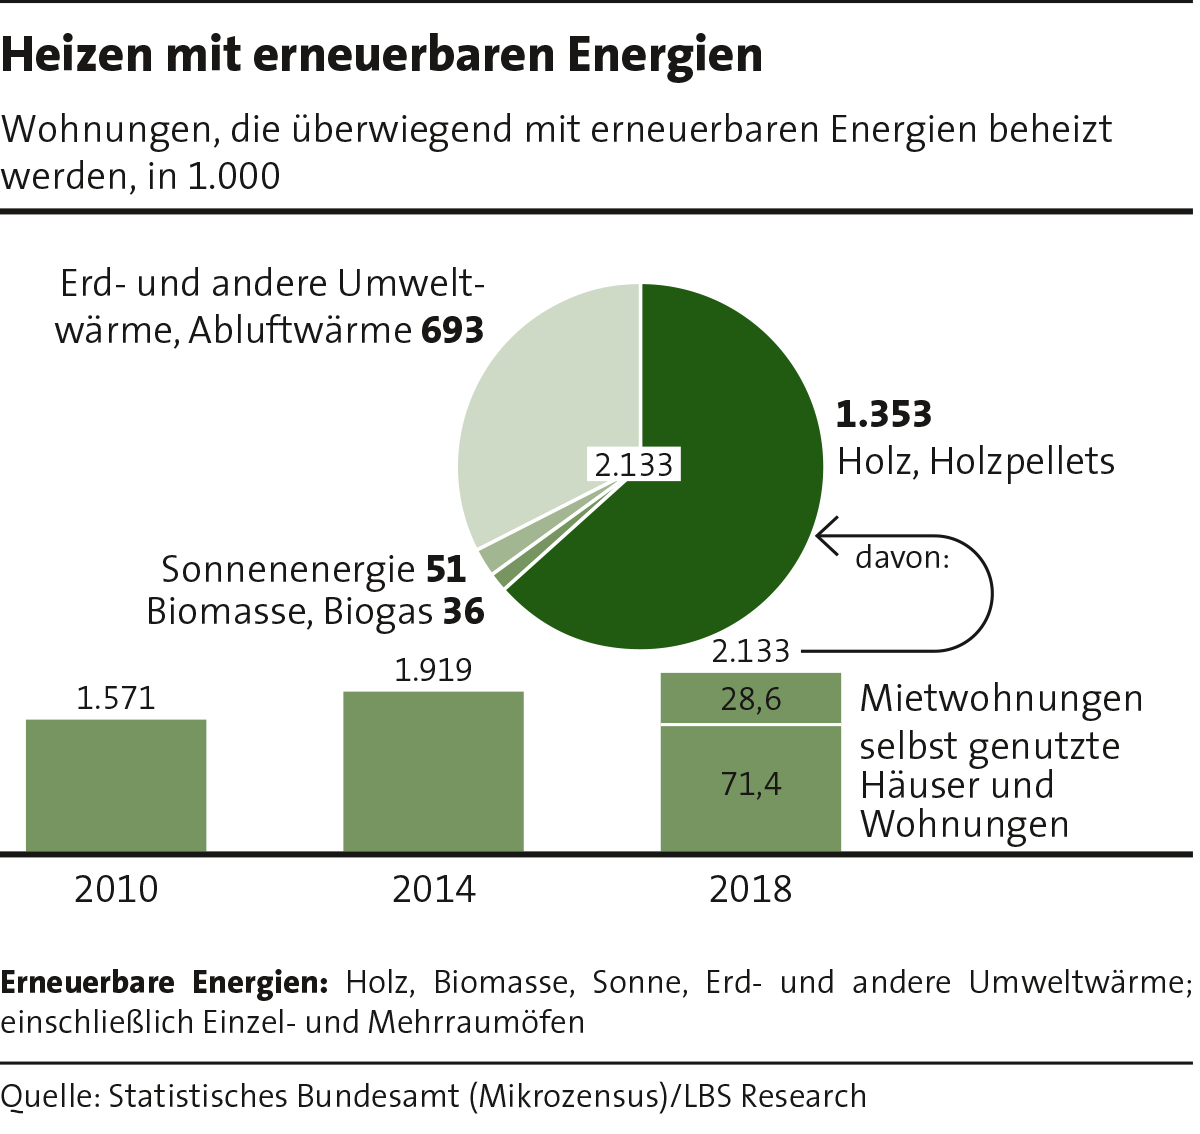 Heizen mit erneuerbaren Energien
Wohnungen, die überwiegend mit erneuerbaren Energien beheizt
werden, in 1.000
Erd- und andere Umwelt-
wärme, Abluftwärme 693
1.353
Holz, Holzpellets
2.133
davon:
Sonnenenergie 51
Biomasse, Biogas 36
1.571
1.919
2.133
28,6
Mietwohnungen
71,4
selbst genutzte
Häuser und
Wohnungen
2010
2014
2018
Erneuerbare Energien: Holz, Biomasse, Sonne, Erd- und andere Umweltwärme;
einschließlich Einzel- und Mehrraumöfen
Quelle: Statistisches Bundesamt (Mikrozensus)/LBS Research